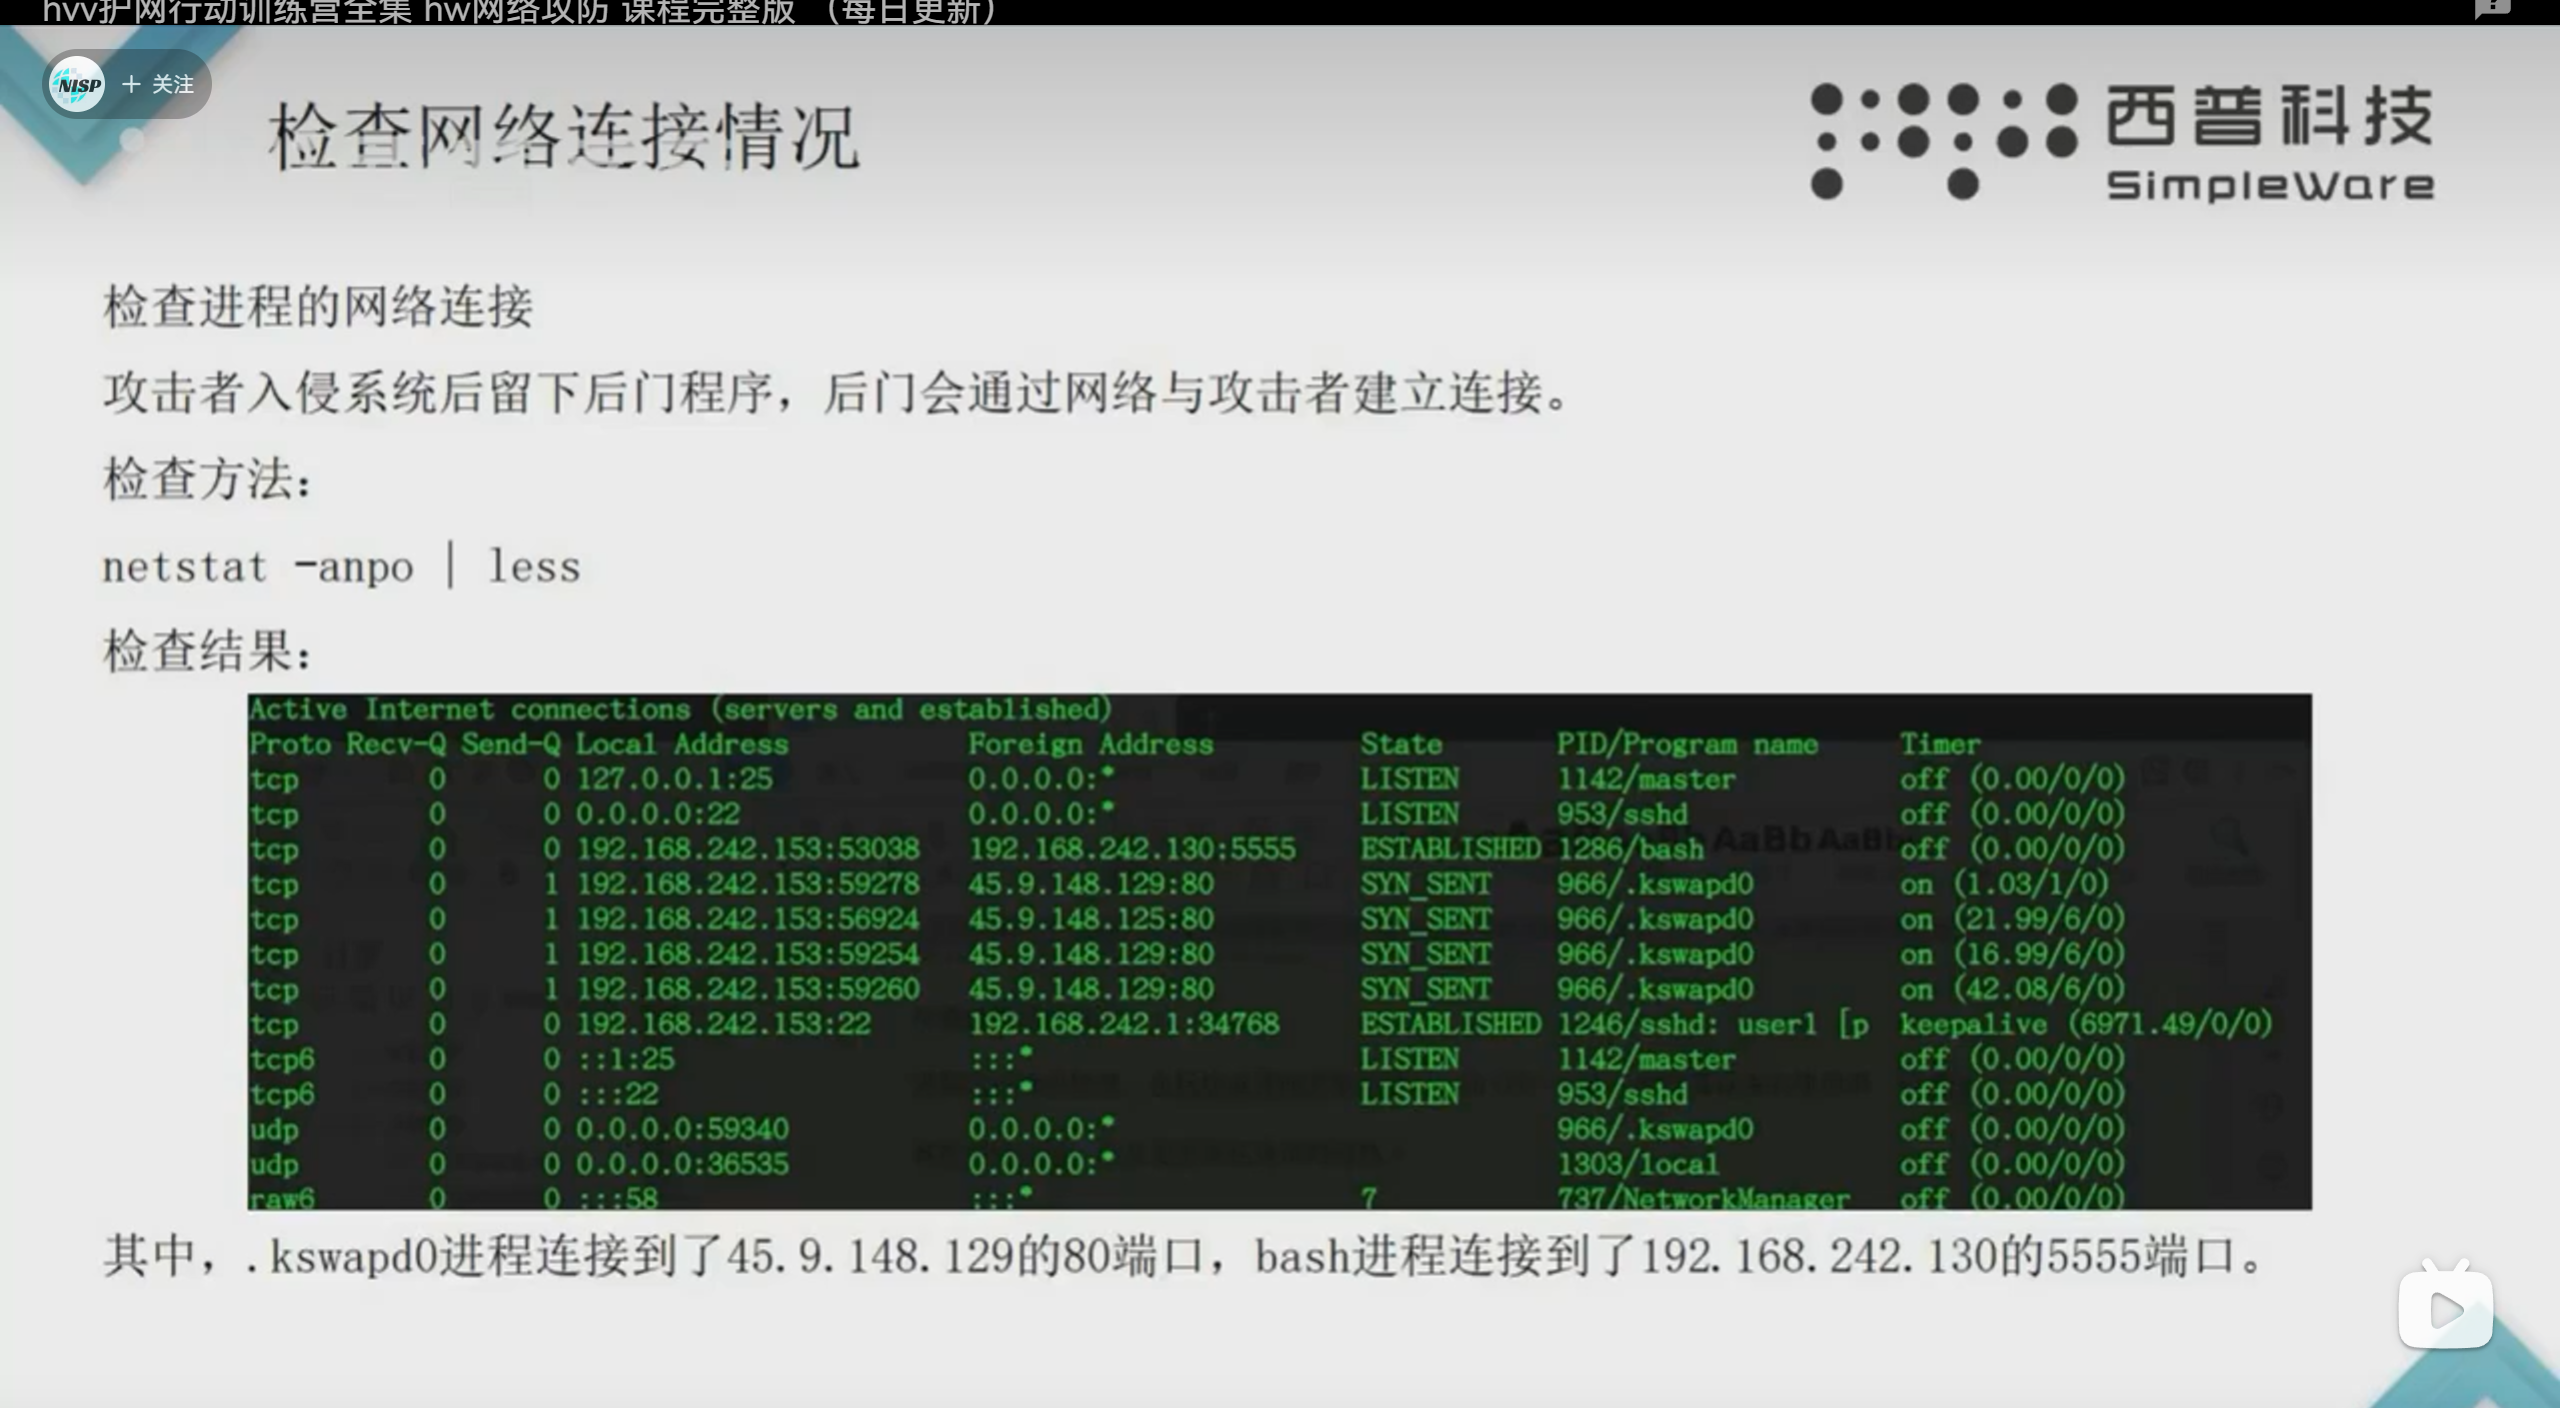 hvv护网行动训练营全集 hw网络攻防 课程完整版 （每日更新）
NISP + 关注
检查网络连接情况
西普科技
SimpleWare
检查进程的网络连接
攻击者入侵系统后留下后门程序，后门会通过网络与攻击者建立连接。
检查方法：
netstat -anpo | less
检查结果：
Active Internet connections (servers and established)
Proto Recv-Q Send-Q Local Address Foreign Address State PID/Program name Timer
tcp 0 0 127.0.0.1:25 0.0.0.0:* LISTEN 1142/master off (0.00/0/0)
tcp 0 0 0.0.0.0:22 0.0.0.0:* LISTEN 953/sshd off (0.00/0/0)
tcp 0 0 192.168.242.153:53038 192.168.242.130:5555 ESTABLISHED 1286/bash off (0.00/0/0)
tcp 0 1 192.168.242.153:59278 45.9.148.129:80 SYN_SENT 966/.kswapd0 on (1.03/1/0)
tcp 0 1 192.168.242.153:56924 45.9.148.125:80 SYN_SENT 966/.kswapd0 on (21.99/6/0)
tcp 0 1 192.168.242.153:59254 45.9.148.129:80 SYN_SENT 966/.kswapd0 on (16.99/6/0)
tcp 0 1 192.168.242.153:59260 45.9.148.129:80 SYN_SENT 966/.kswapd0 on (42.08/6/0)
tcp 0 0 192.168.242.153:22 192.168.242.1:34768 ESTABLISHED 1246/sshd: user1 [p keepalive (6971.49/0/0)
tcp6 0 0 ::1:25 :::* LISTEN 1142/master off (0.00/0/0)
tcp6 0 0 :::22 :::* LISTEN 953/sshd off (0.00/0/0)
udp 0 0 0.0.0.0:59340 0.0.0.0:* 966/.kswapd0 off (0.00/0/0)
udp 0 0 0.0.0.0:36535 0.0.0.0:* 1303/local off (0.00/0/0)
raw6 0 0 :::58 :::* 7 737/NetworkManager off (0.00/0/0)
其中，.kswapd0进程连接到了45.9.148.129的80端口，bash进程连接到了192.168.242.130的5555端口。